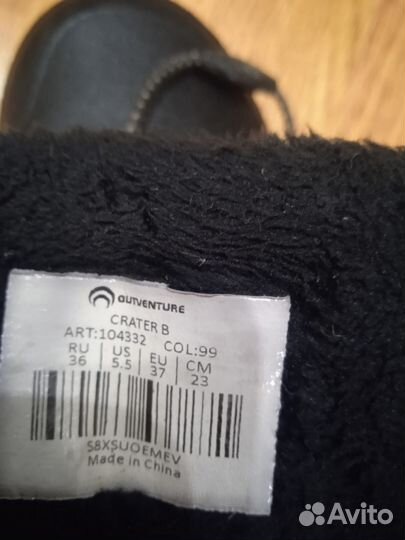 OUTVENTURE
CRATER B
ART:104332 COL:99
RU US EU CM
36 5.5 37 23
S8X5UOEMEV
Made in China
Avito